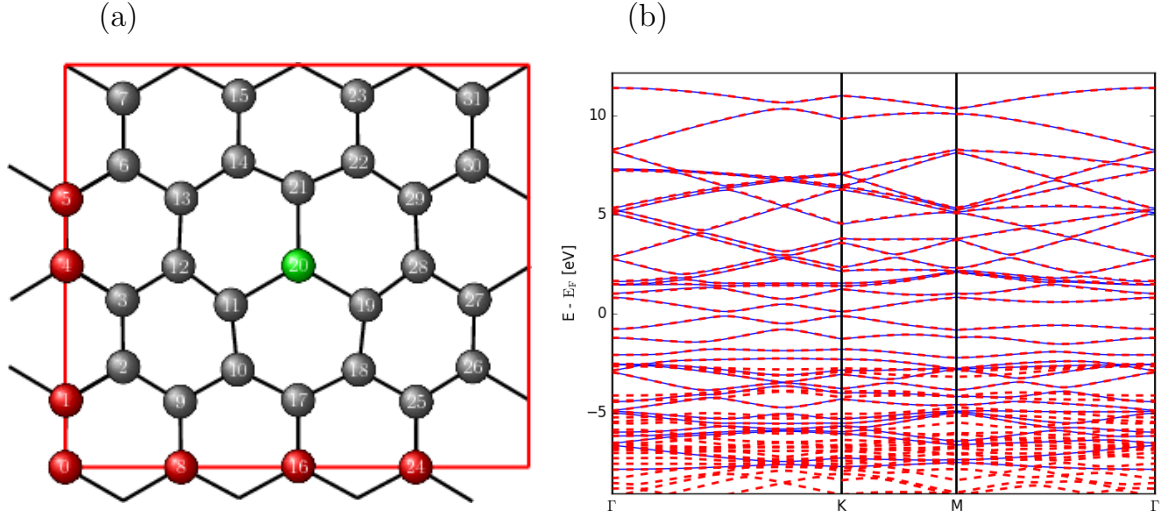 (a)
(b)
7 15 23 31
6 14 22 30
5 13 21 29
4 12 20 28
3 11 19 27
2 10 18 26
1 9 17 25
0 8 16 24
E - E_F [eV]
10
5
0
−5
Γ K M Γ